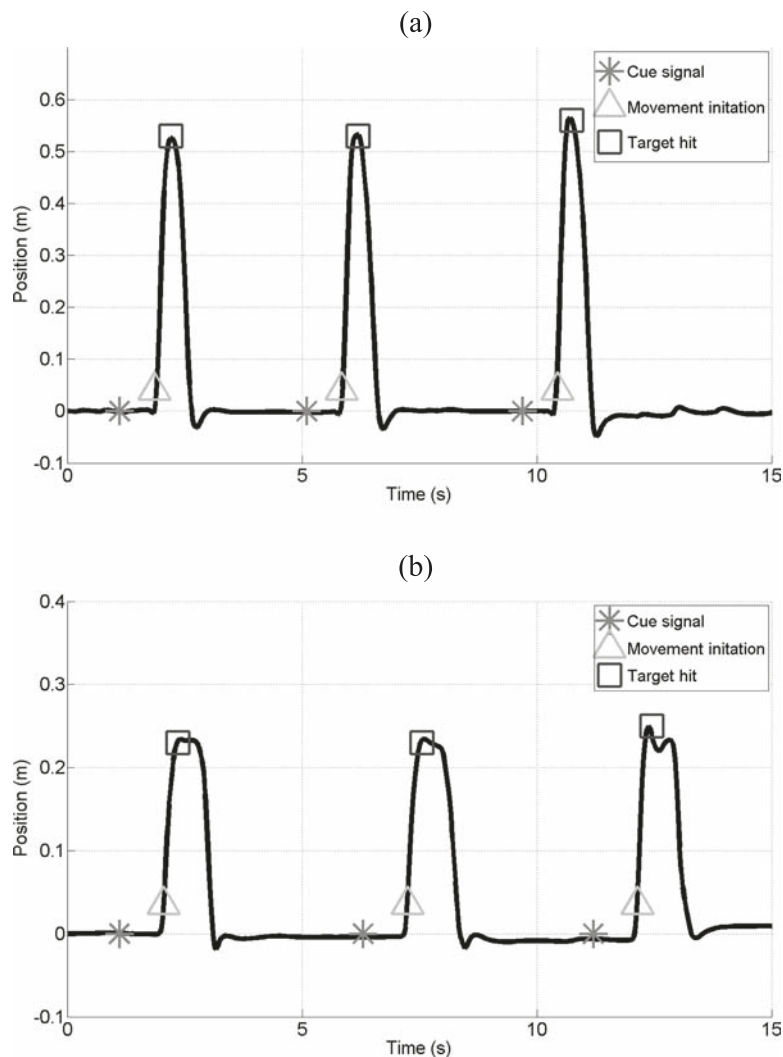 (a)
Position (m)
0.6
0.5
0.4
0.3
0.2
0.1
0
-0.1
0
5
10
15
Time (s)
Cue signal
Movement initation
Target hit
(b)
Position (m)
0.4
0.3
0.2
0.1
0
-0.1
0
5
10
15
Time (s)
Cue signal
Movement initation
Target hit